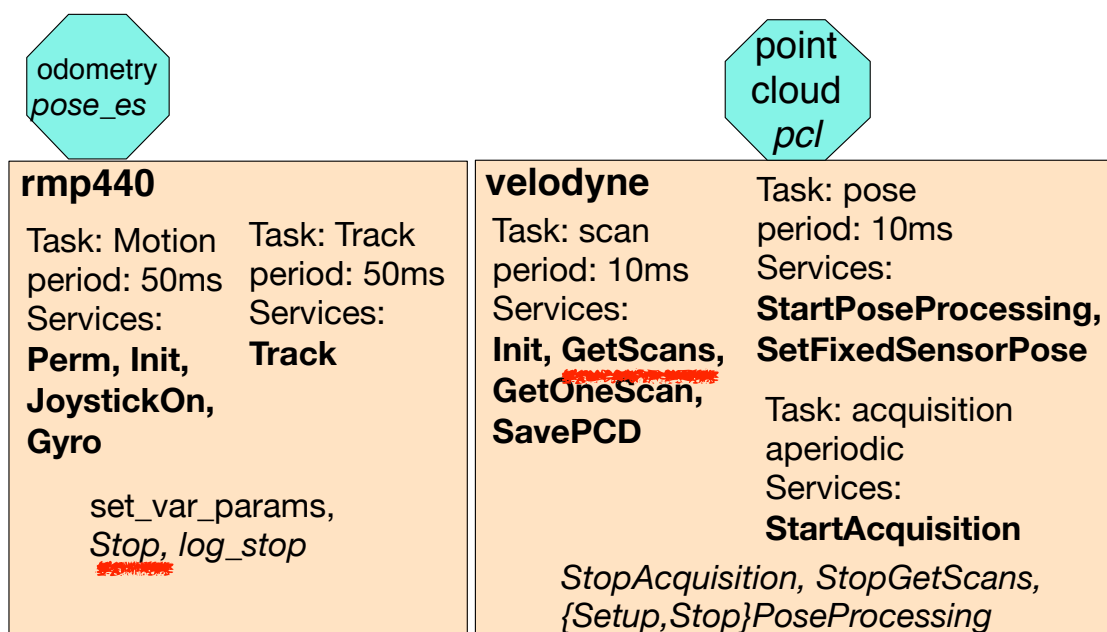 odometry
pose_es
point
cloud
pcl
rmp440
Task: Motion
period: 50ms
Services:
Perm, Init,
JoystickOn,
Gyro
Task: Track
period: 50ms
Services:
Track
set_var_params,
Stop, log_stop
velodyne
Task: scan
period: 10ms
Services:
Init, GetScans,
GetOneScan,
SavePCD
Task: pose
period: 10ms
Services:
StartPoseProcessing,
SetFixedSensorPose
Task: acquisition
aperiodic
Services:
StartAcquisition
StopAcquisition, StopGetScans,
{Setup,Stop}PoseProcessing